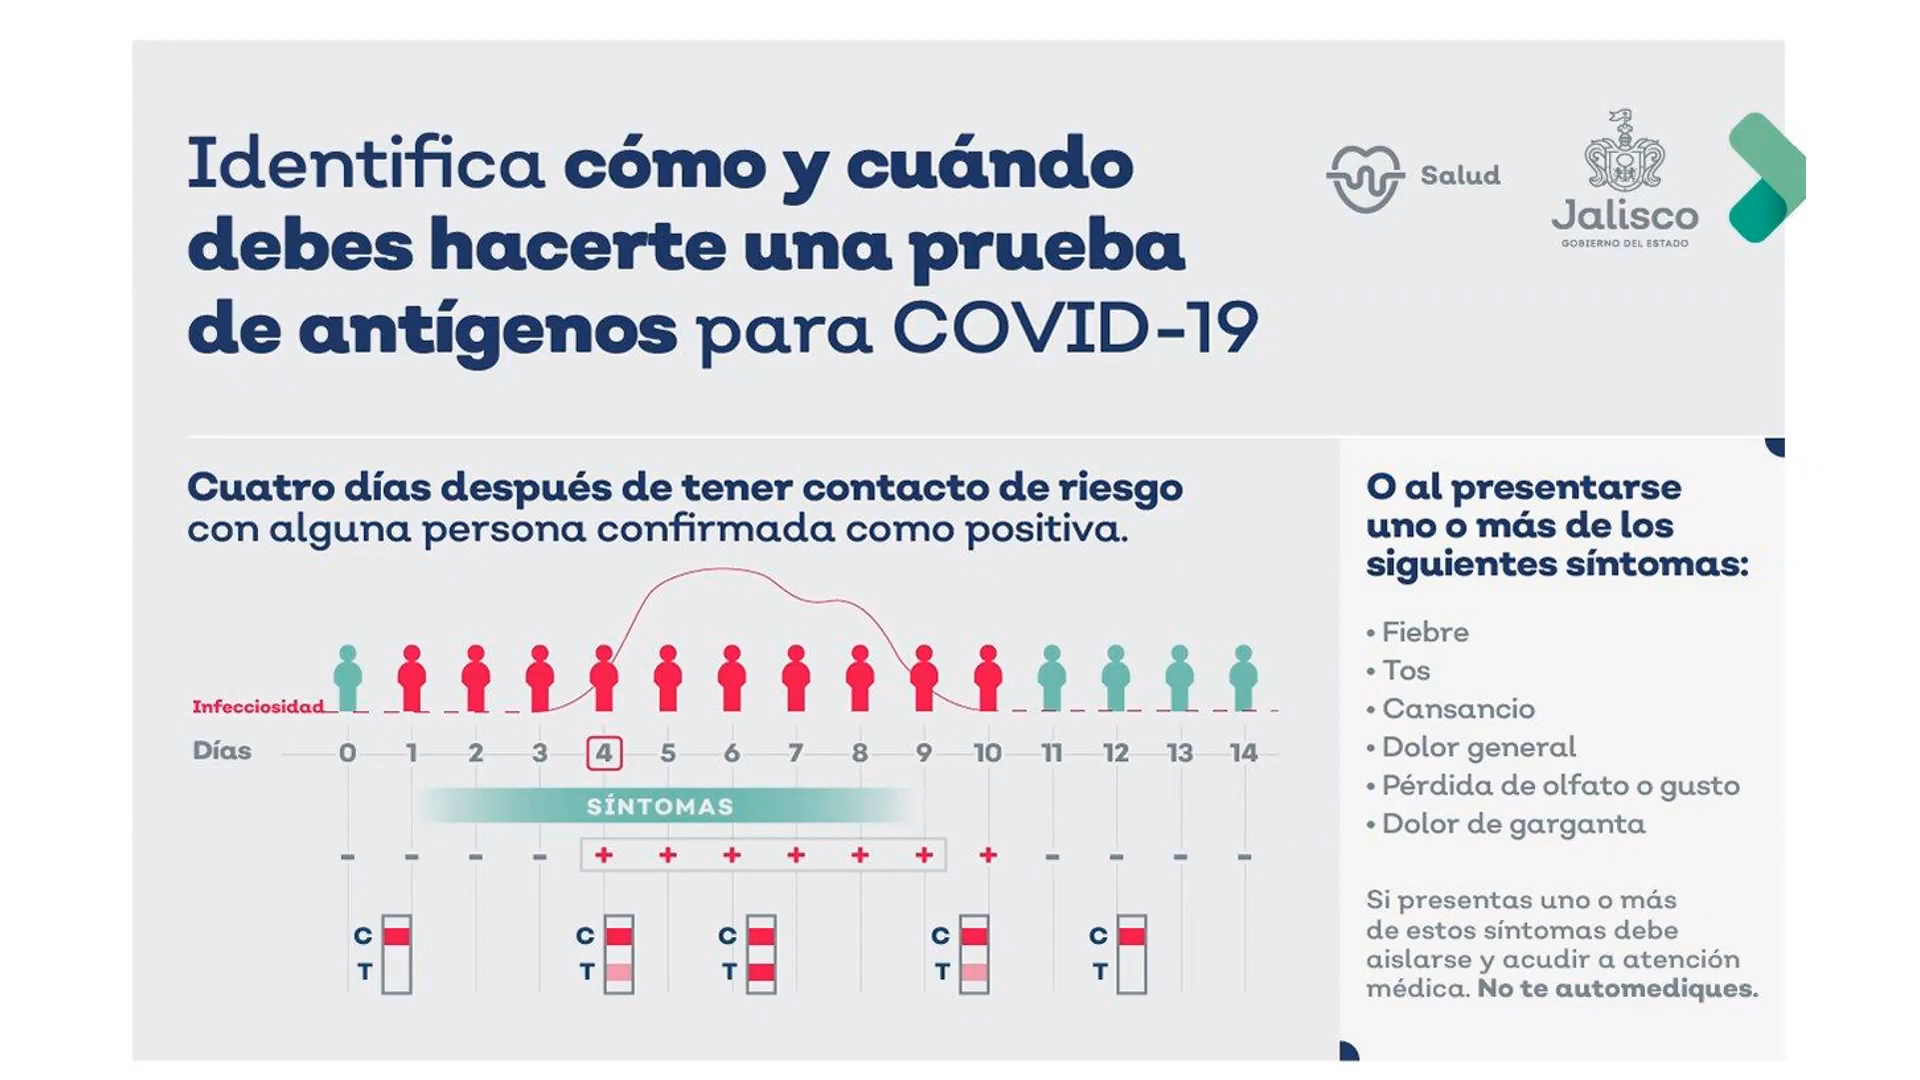 Identifica cómo y cuándo
debes hacerte una prueba
de antígenos para COVID-19
Salud
Jalisco
GOBIERNO DEL ESTADO
Cuatro días después de tener contacto de riesgo
con alguna persona confirmada como positiva.
Infecciosidad
Días 0 1 2 3 4 5 6 7 8 9 10 11 12 13 14
SÍNTOMAS
- - - - + + + + + + + - - - -
C C C C C
T T T T T
O al presentarse
uno o más de los
siguientes síntomas:
• Fiebre
• Tos
• Cansancio
• Dolor general
• Pérdida de olfato o gusto
• Dolor de garganta
Si presentas uno o más
de estos síntomas debe
aislarse y acudir a atención
médica. No te automediques.